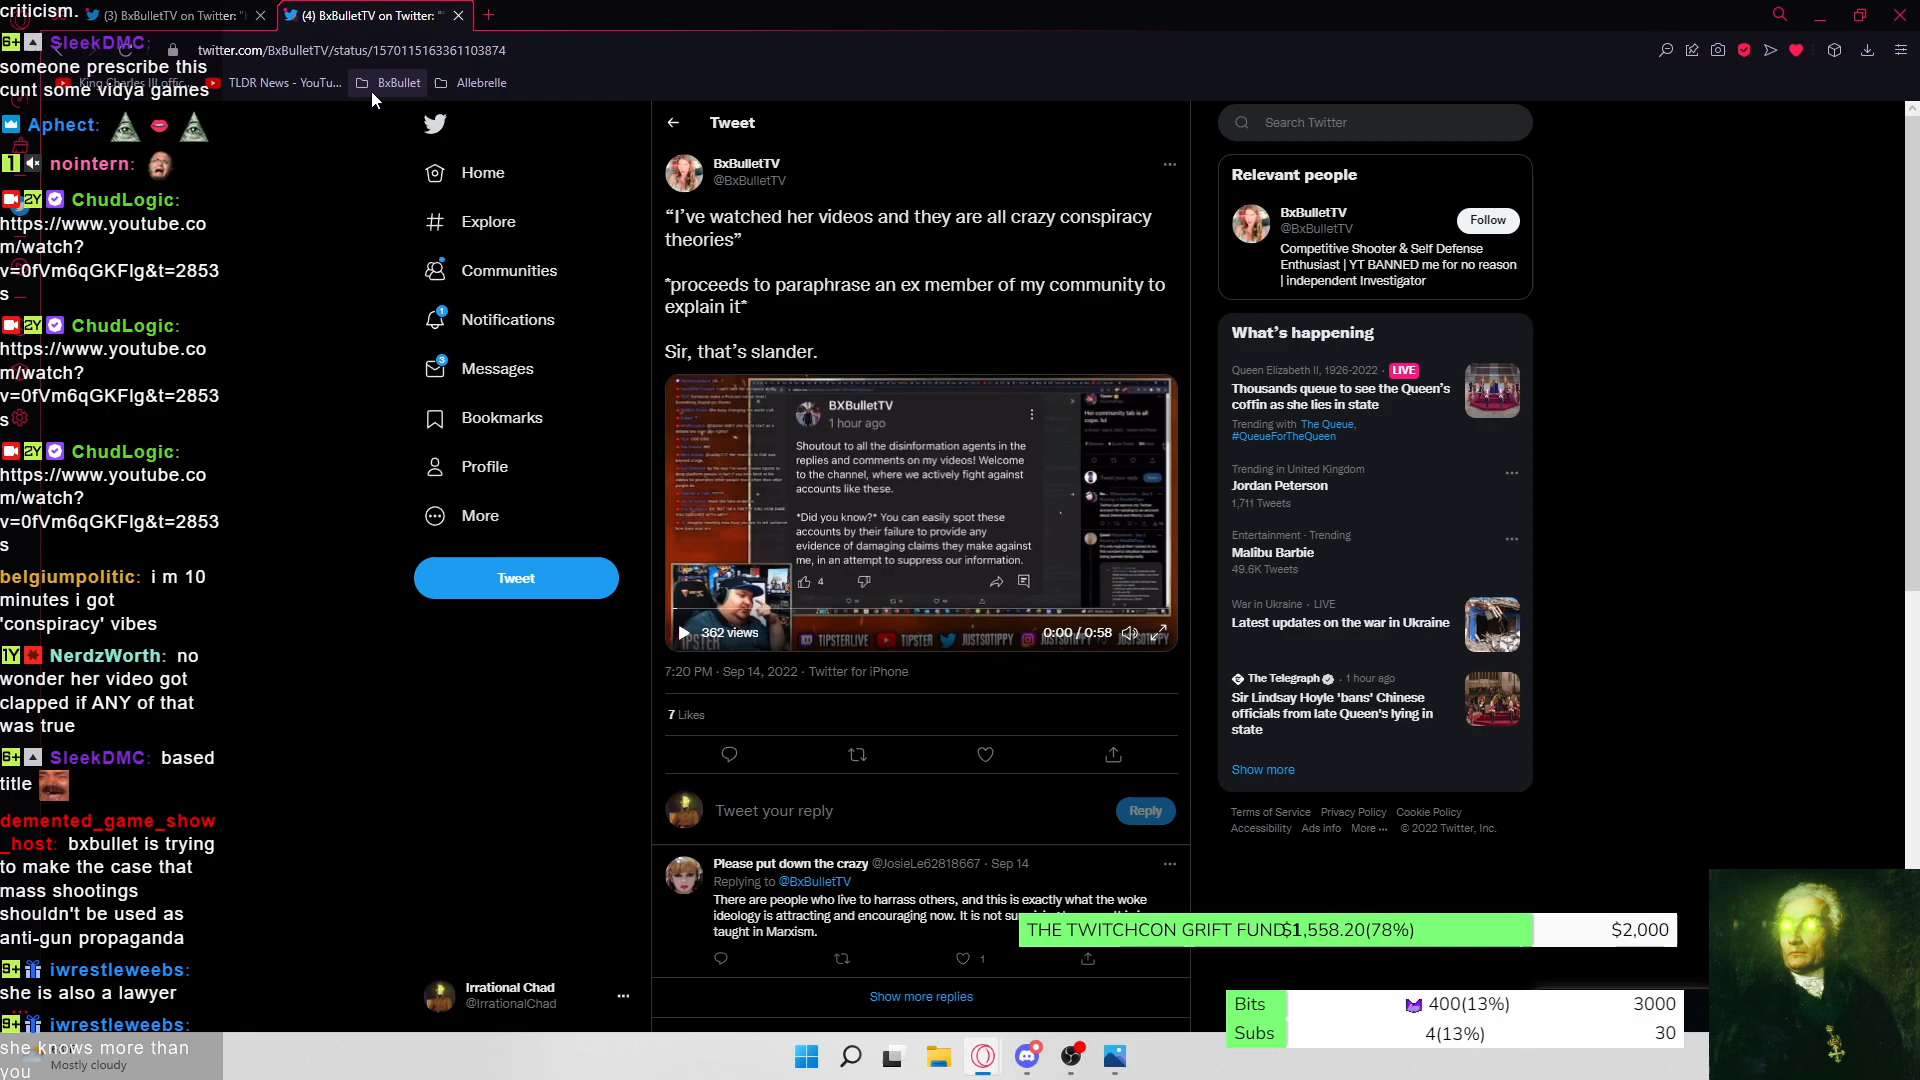 criticism.
SleekDMC:
someone prescribe this
cunt some vidya games
Aphect:
nointern:
ChudLogic:
https://www.youtube.co
m/watch?
v=0fVm6qGKFIg&t=2853
s
ChudLogic:
https://www.youtube.co
m/watch?
v=0fVm6qGKFIg&t=2853
s
ChudLogic:
https://www.youtube.co
m/watch?
v=0fVm6qGKFIg&t=2853
s
belgiumpolitic: i m 10
minutes i got
'conspiracy' vibes
NerdzWorth: no
wonder her video got
clapped if ANY of that
was true
SleekDMC: based
title
demented_game_show
_host: bxbullet is trying
to make the case that
mass shootings
shouldn't be used as
anti-gun propaganda
iwrestleweebs:
she is also a lawyer
iwrestleweebs:
she knows more than
you
Mostly cloudy
(3) BxBulletTV on Twitter: "
(4) BxBulletTV on Twitter: "
twitter.com/BxBulletTV/status/1570115163361103874
King Charles III offic...
TLDR News - YouTu...
BxBullet
Allebrelle
Home
Explore
Communities
Notifications
Messages
Bookmarks
Profile
More
Tweet
Irrational Chad
@IrrationalChad
Tweet
BxBulletTV
@BxBulletTV
“I’ve watched her videos and they are all crazy conspiracy
theories”
*proceeds to paraphrase an ex member of my community to
explain it*
Sir, that’s slander.
BXBulletTV
1 hour ago
Shoutout to all the disinformation agents in the
replies and comments on my videos! Welcome
to the channel, where we actively fight against
accounts like these.
*Did you know?* You can easily spot these
accounts by their failure to provide any
evidence of damaging claims they make against
me, in an attempt to suppress our information.
4
362 views
0:00 / 0:58
TIPSTER
TIPSTERLIVE
TIPSTER
JUSTSOTIPPY
JUSTSOTIPPY
7:20 PM · Sep 14, 2022 · Twitter for iPhone
7 Likes
Tweet your reply
Reply
Please put down the crazy @JosieLe62818667 · Sep 14
Replying to @BxBulletTV
There are people who live to harrass others, and this is exactly what the woke
ideology is attracting and encouraging now. It is not
taught in Marxism.
1
Show more replies
Search Twitter
Relevant people
BxBulletTV
@BxBulletTV
Follow
Competitive Shooter & Self Defense
Enthusiast | YT BANNED me for no reason
| independent Investigator
What’s happening
Queen Elizabeth II, 1926-2022 · LIVE
Thousands queue to see the Queen’s
coffin as she lies in state
Trending with The Queue,
#QueueForTheQueen
Trending in United Kingdom
Jordan Peterson
1,711 Tweets
Entertainment · Trending
Malibu Barbie
49.6K Tweets
War in Ukraine · LIVE
Latest updates on the war in Ukraine
The Telegraph · 1 hour ago
Sir Lindsay Hoyle 'bans' Chinese
officials from late Queen's lying in
state
Show more
Terms of Service Privacy Policy Cookie Policy
Accessibility Ads info More ··· © 2022 Twitter, Inc.
THE TWITCHCON GRIFT FUND $1,558.20(78%) $2,000
Bits 400(13%) 3000
Subs 4(13%) 30